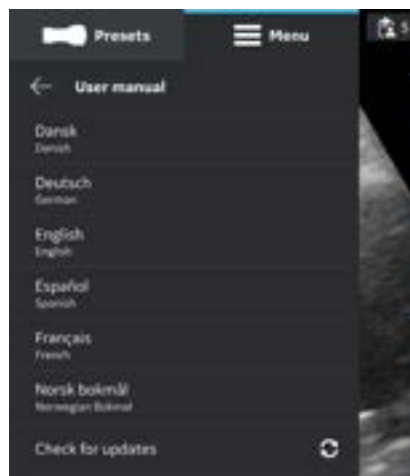 Presets
Menu
User manual
Dansk
Danish
Deutsch
German
English
English
Español
Spanish
Français
French
Norsk bokmål
Norwegian Bokmal
Check for updates